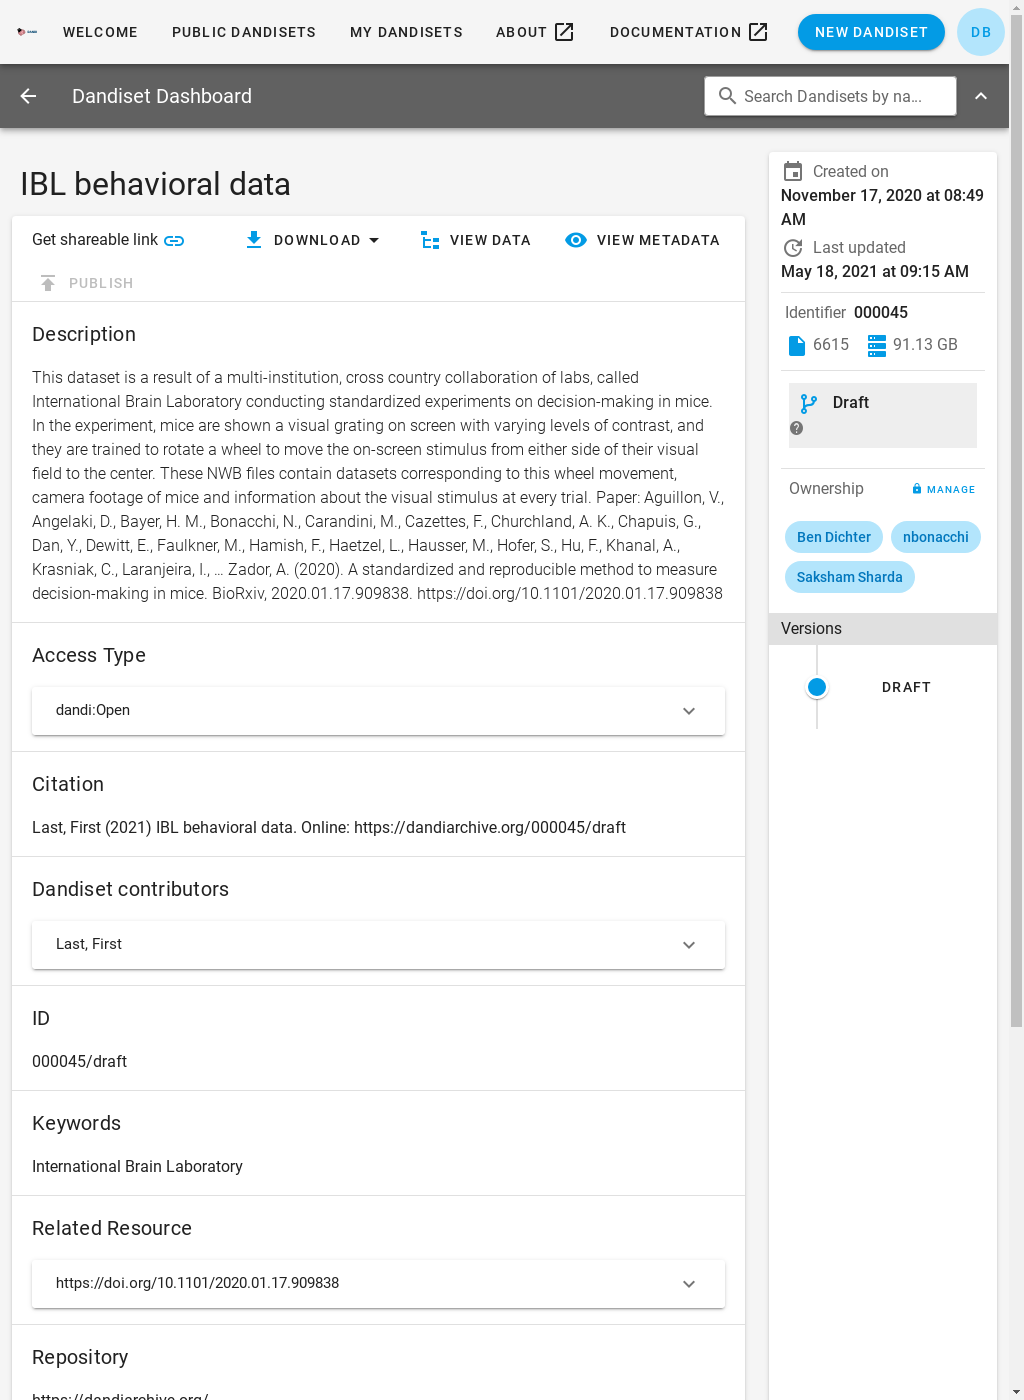 WELCOME
PUBLIC DANDISETS
MY DANDISETS
ABOUT
DOCUMENTATION
NEW DANDISET
DB
Dandiset Dashboard
Search Dandisets by na...
IBL behavioral data
Get shareable link
DOWNLOAD
VIEW DATA
VIEW METADATA
PUBLISH
Description
This dataset is a result of a multi-institution, cross country collaboration of labs, called
International Brain Laboratory conducting standardized experiments on decision-making in mice.
In the experiment, mice are shown a visual grating on screen with varying levels of contrast, and
they are trained to rotate a wheel to move the on-screen stimulus from either side of their visual
field to the center. These NWB files contain datasets corresponding to this wheel movement,
camera footage of mice and information about the visual stimulus at every trial. Paper: Aguillon, V.,
Angelaki, D., Bayer, H. M., Bonacchi, N., Carandini, M., Cazettes, F., Churchland, A. K., Chapuis, G.,
Dan, Y., Dewitt, E., Faulkner, M., Hamish, F., Haetzel, L., Hausser, M., Hofer, S., Hu, F., Khanal, A.,
Krasniak, C., Laranjeira, I., … Zador, A. (2020). A standardized and reproducible method to measure
decision-making in mice. BioRxiv, 2020.01.17.909838. https://doi.org/10.1101/2020.01.17.909838
Access Type
dandi:Open
Citation
Last, First (2021) IBL behavioral data. Online: https://dandiarchive.org/000045/draft
Dandiset contributors
Last, First
ID
000045/draft
Keywords
International Brain Laboratory
Related Resource
https://doi.org/10.1101/2020.01.17.909838
Repository
https://dandiarchive.org/
Created on
November 17, 2020 at 08:49
AM
Last updated
May 18, 2021 at 09:15 AM
Identifier 000045
6615
91.13 GB
Draft
Ownership
MANAGE
Ben Dichter
nbonacchi
Saksham Sharda
Versions
DRAFT